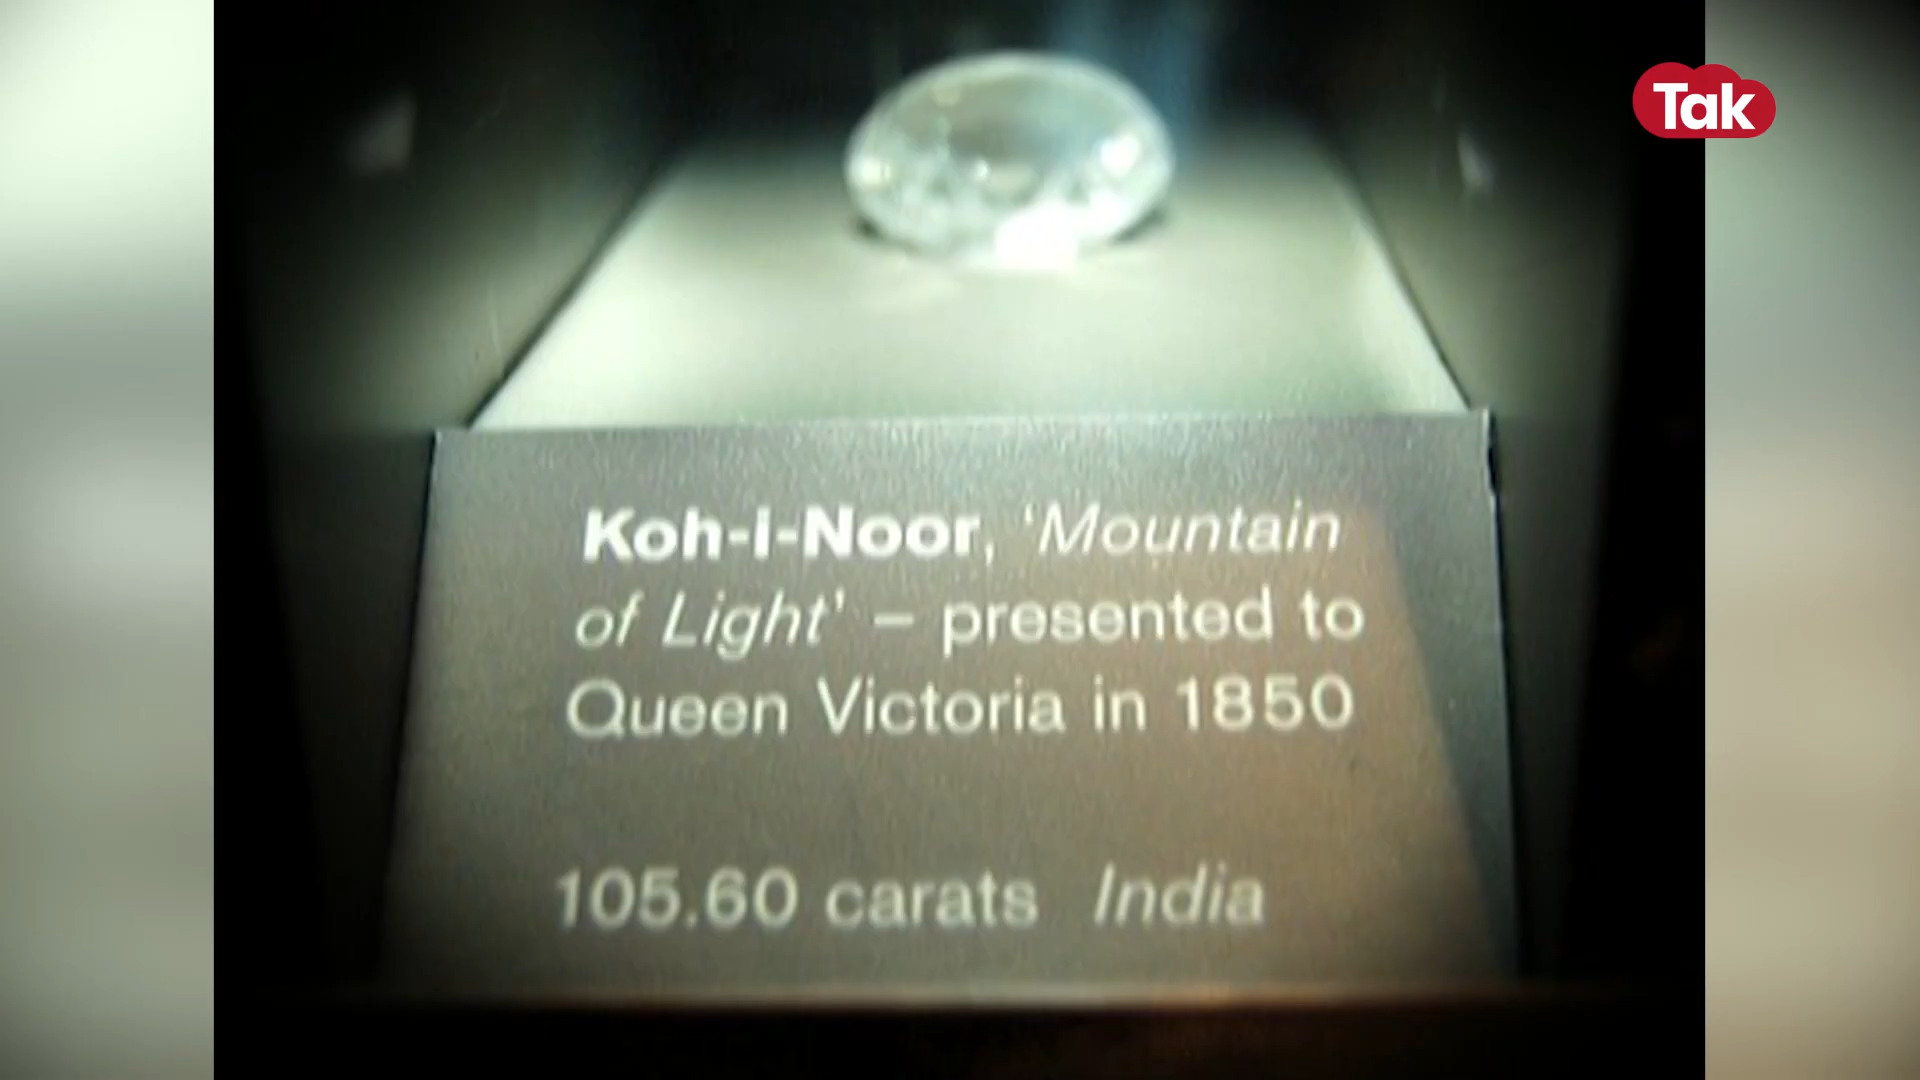 Tak
Koh-i-Noor, 'Mountain
of Light' – presented to
Queen Victoria in 1850
105.60 carats India